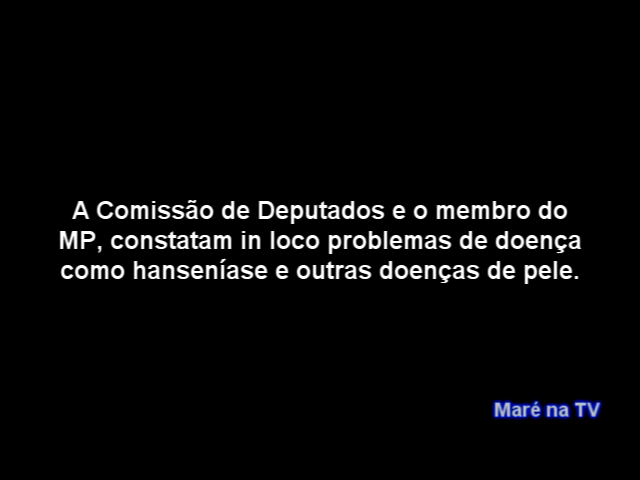 A Comissão de Deputados e o membro do
MP, constatam in loco problemas de doença
como hanseníase e outras doenças de pele.
Maré na TV